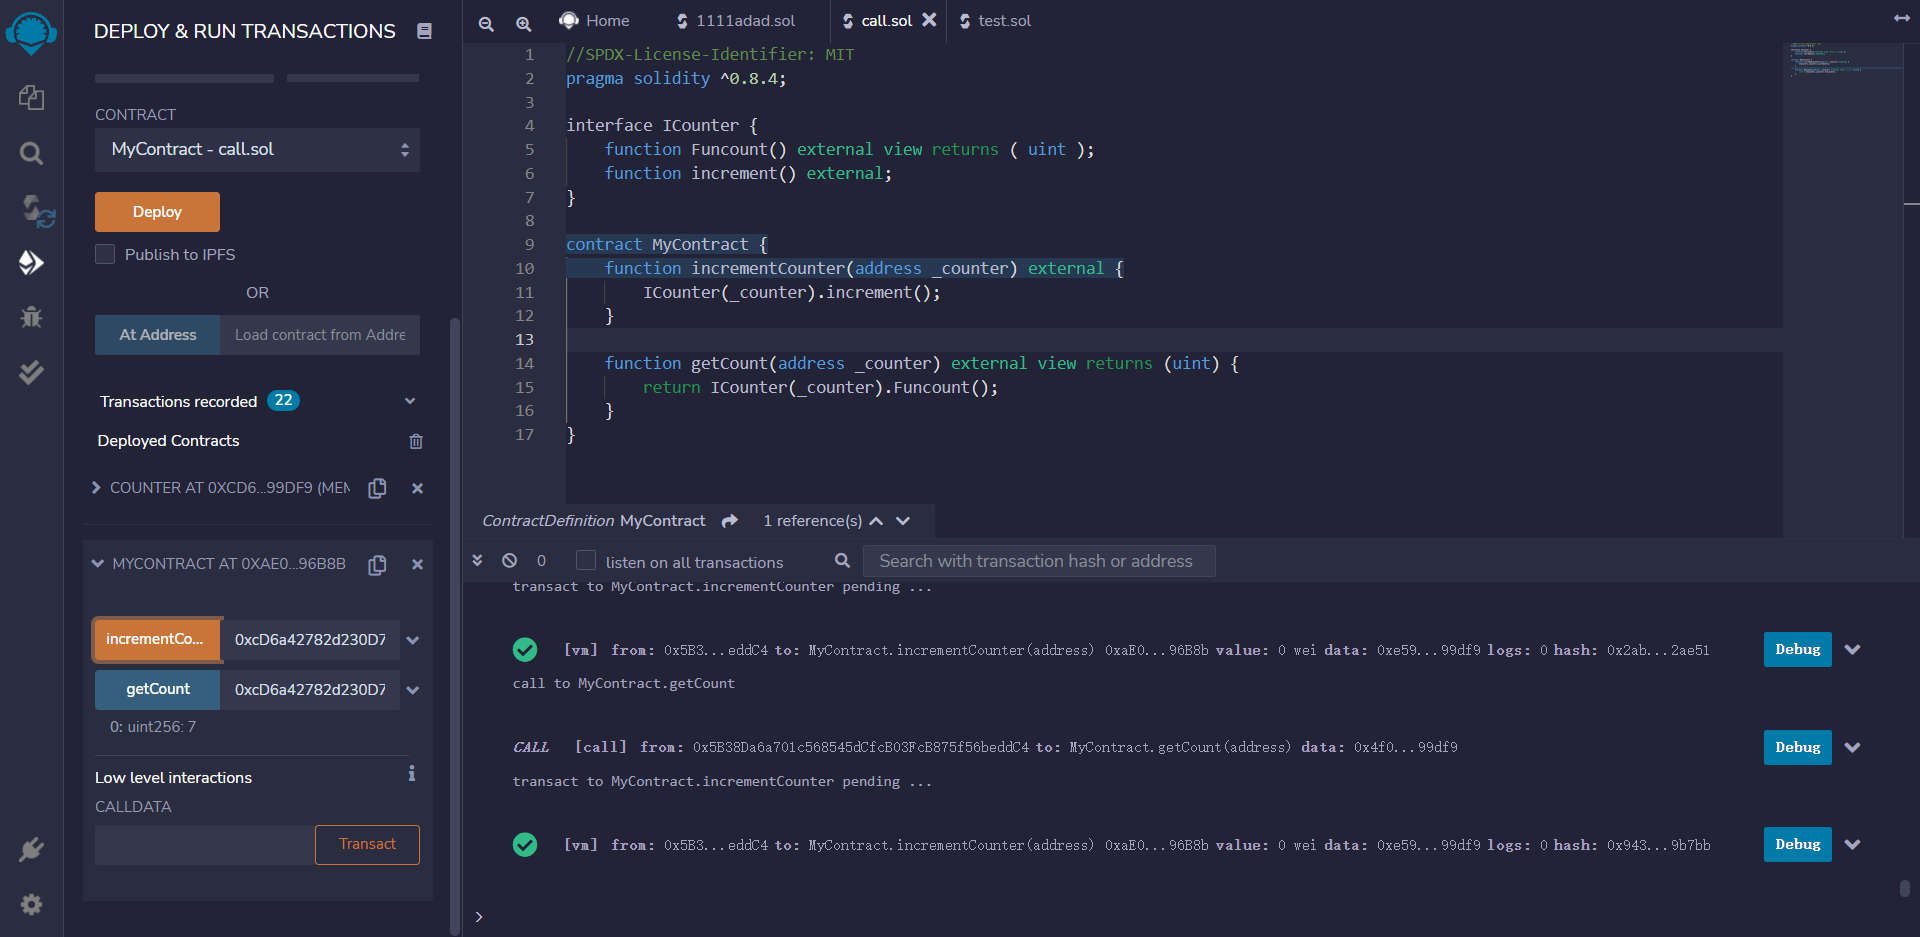 DEPLOY & RUN TRANSACTIONS
CONTRACT
MyContract - call.sol
Deploy
Publish to IPFS
OR
At Address
Load contract from Addre
Transactions recorded 22
Deployed Contracts
COUNTER AT 0XCD6...99DF9 (MEM
MYCONTRACT AT 0XAE0...96B8B
incrementCo... 0xcD6a42782d230D7
getCount 0xcD6a42782d230D7
0: uint256: 7
Low level interactions
i
CALLDATA
Transact
Home
1111adad.sol
call.sol
test.sol
1 //SPDX-License-Identifier: MIT
2 pragma solidity ^0.8.4;
3
4 interface ICounter {
5 function Funcount() external view returns ( uint );
6 function increment() external;
7 }
8
9 contract MyContract {
10 function incrementCounter(address _counter) external {
11 ICounter(_counter).increment();
12 }
13
14 function getCount(address _counter) external view returns (uint) {
15 return ICounter(_counter).Funcount();
16 }
17 }
ContractDefinition MyContract 1 reference(s)
0 listen on all transactions Search with transaction hash or address
transact to MyContract.incrementCounter pending ...
[vm] from: 0x5B3...eddC4 to: MyContract.incrementCounter(address) 0xaE0...96B8b value: 0 wei data: 0xe59...99df9 logs: 0 hash: 0x2ab...2ae51 Debug
call to MyContract.getCount
CALL [call] from: 0x5B38Da6a701c568545dCfcB03FcB875f56beddC4 to: MyContract.getCount(address) data: 0x4f0...99df9 Debug
transact to MyContract.incrementCounter pending ...
[vm] from: 0x5B3...eddC4 to: MyContract.incrementCounter(address) 0xaE0...96B8b value: 0 wei data: 0xe59...99df9 logs: 0 hash: 0x943...9b7bb Debug
>